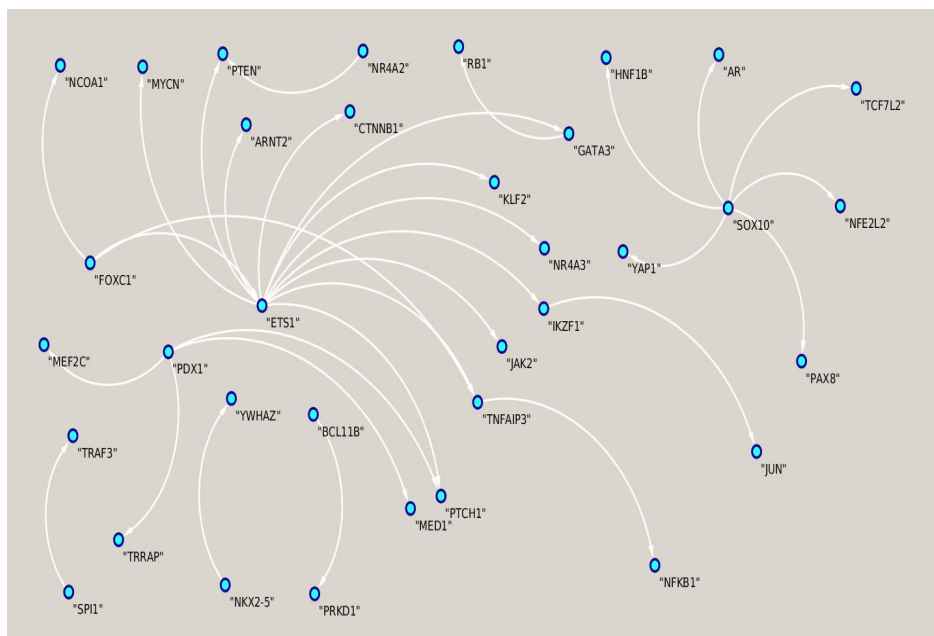 "NCOA1"
"MYCN"
"PTEN"
"NR4A2"
"RB1"
"HNF1B"
"AR"
"TCF7L2"
"ARNT2"
"CTNNB1"
"GATA3"
"KLF2"
"SOX10"
"NFE2L2"
"FOXC1"
"NR4A3"
"YAP1"
"ETS1"
"IKZF1"
"MEF2C"
"PDX1"
"JAK2"
"PAX8"
"YWHAZ"
"BCL11B"
"TNFAIP3"
"TRAF3"
"JUN"
"MED1"
"PTCH1"
"TRRAP"
"NFKB1"
"SPI1"
"NKX2-5"
"PRKD1"